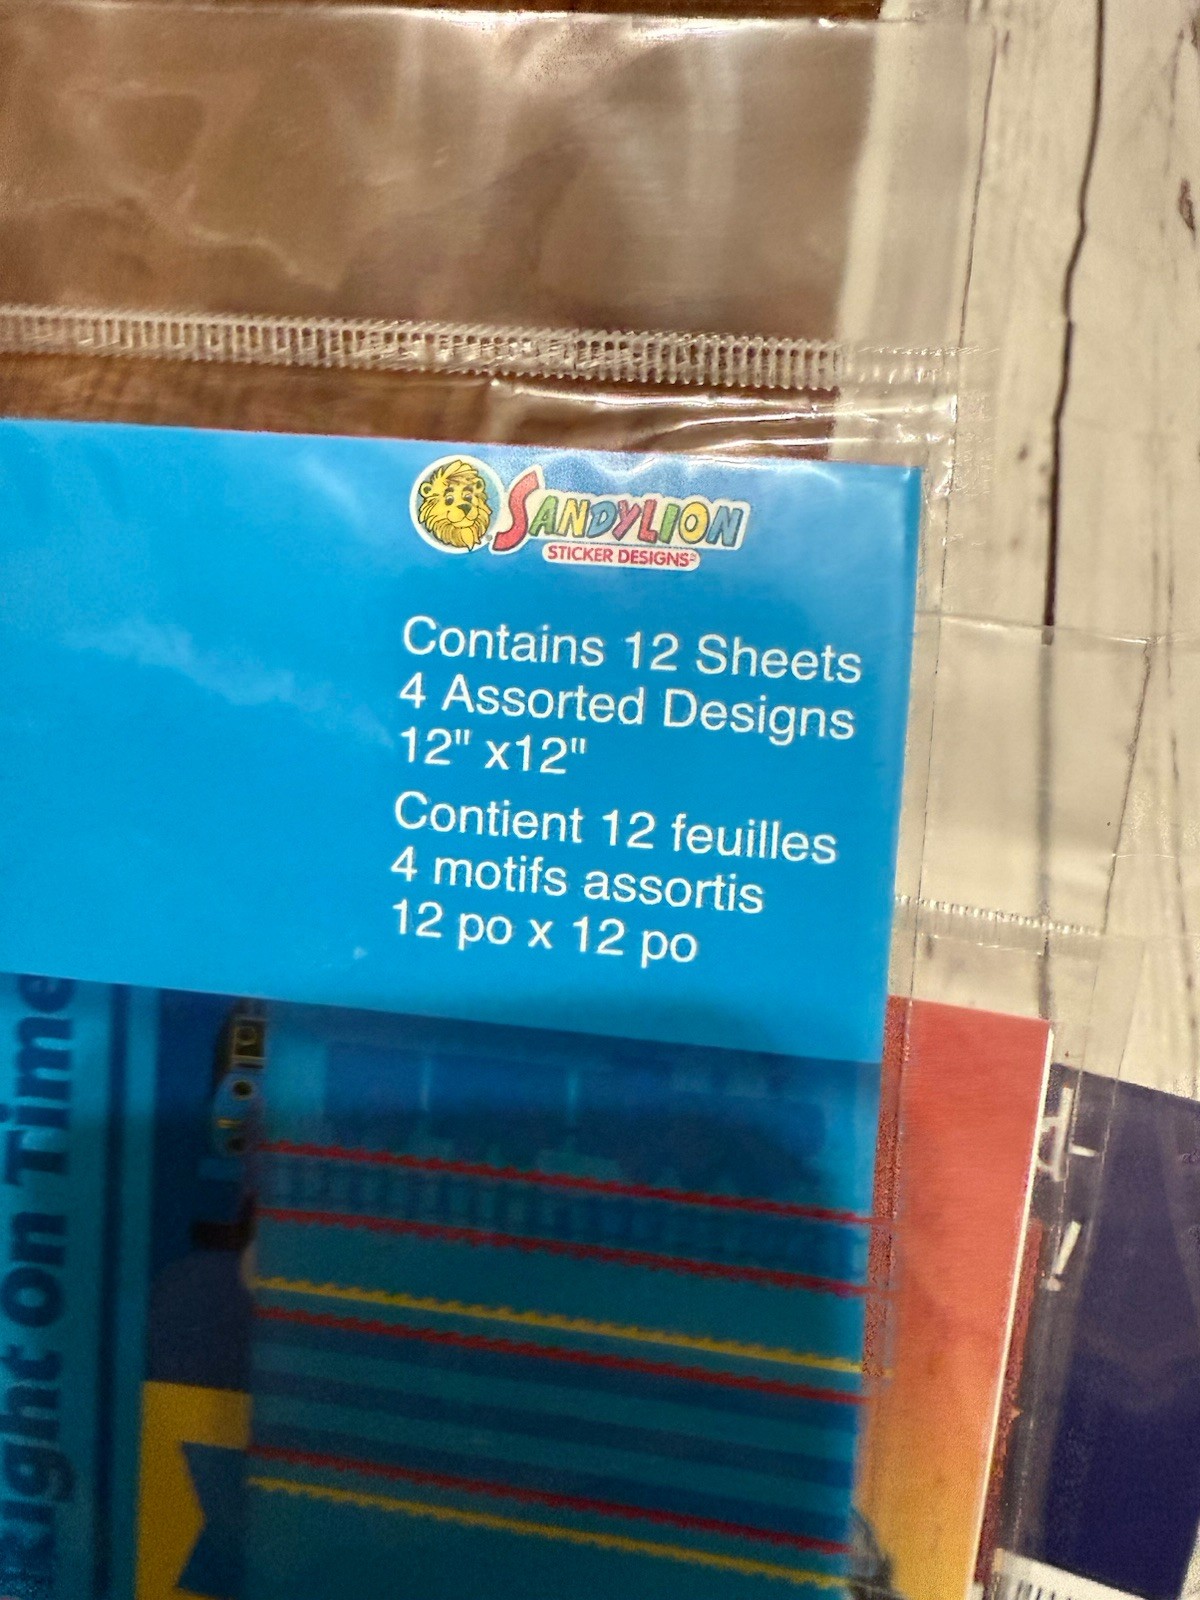 SANDYLION
STICKER DESIGNS
Contains 12 Sheets
4 Assorted Designs
12" x12"
Contient 12 feuilles
4 motifs assortis
12 po x 12 po
Right on Time